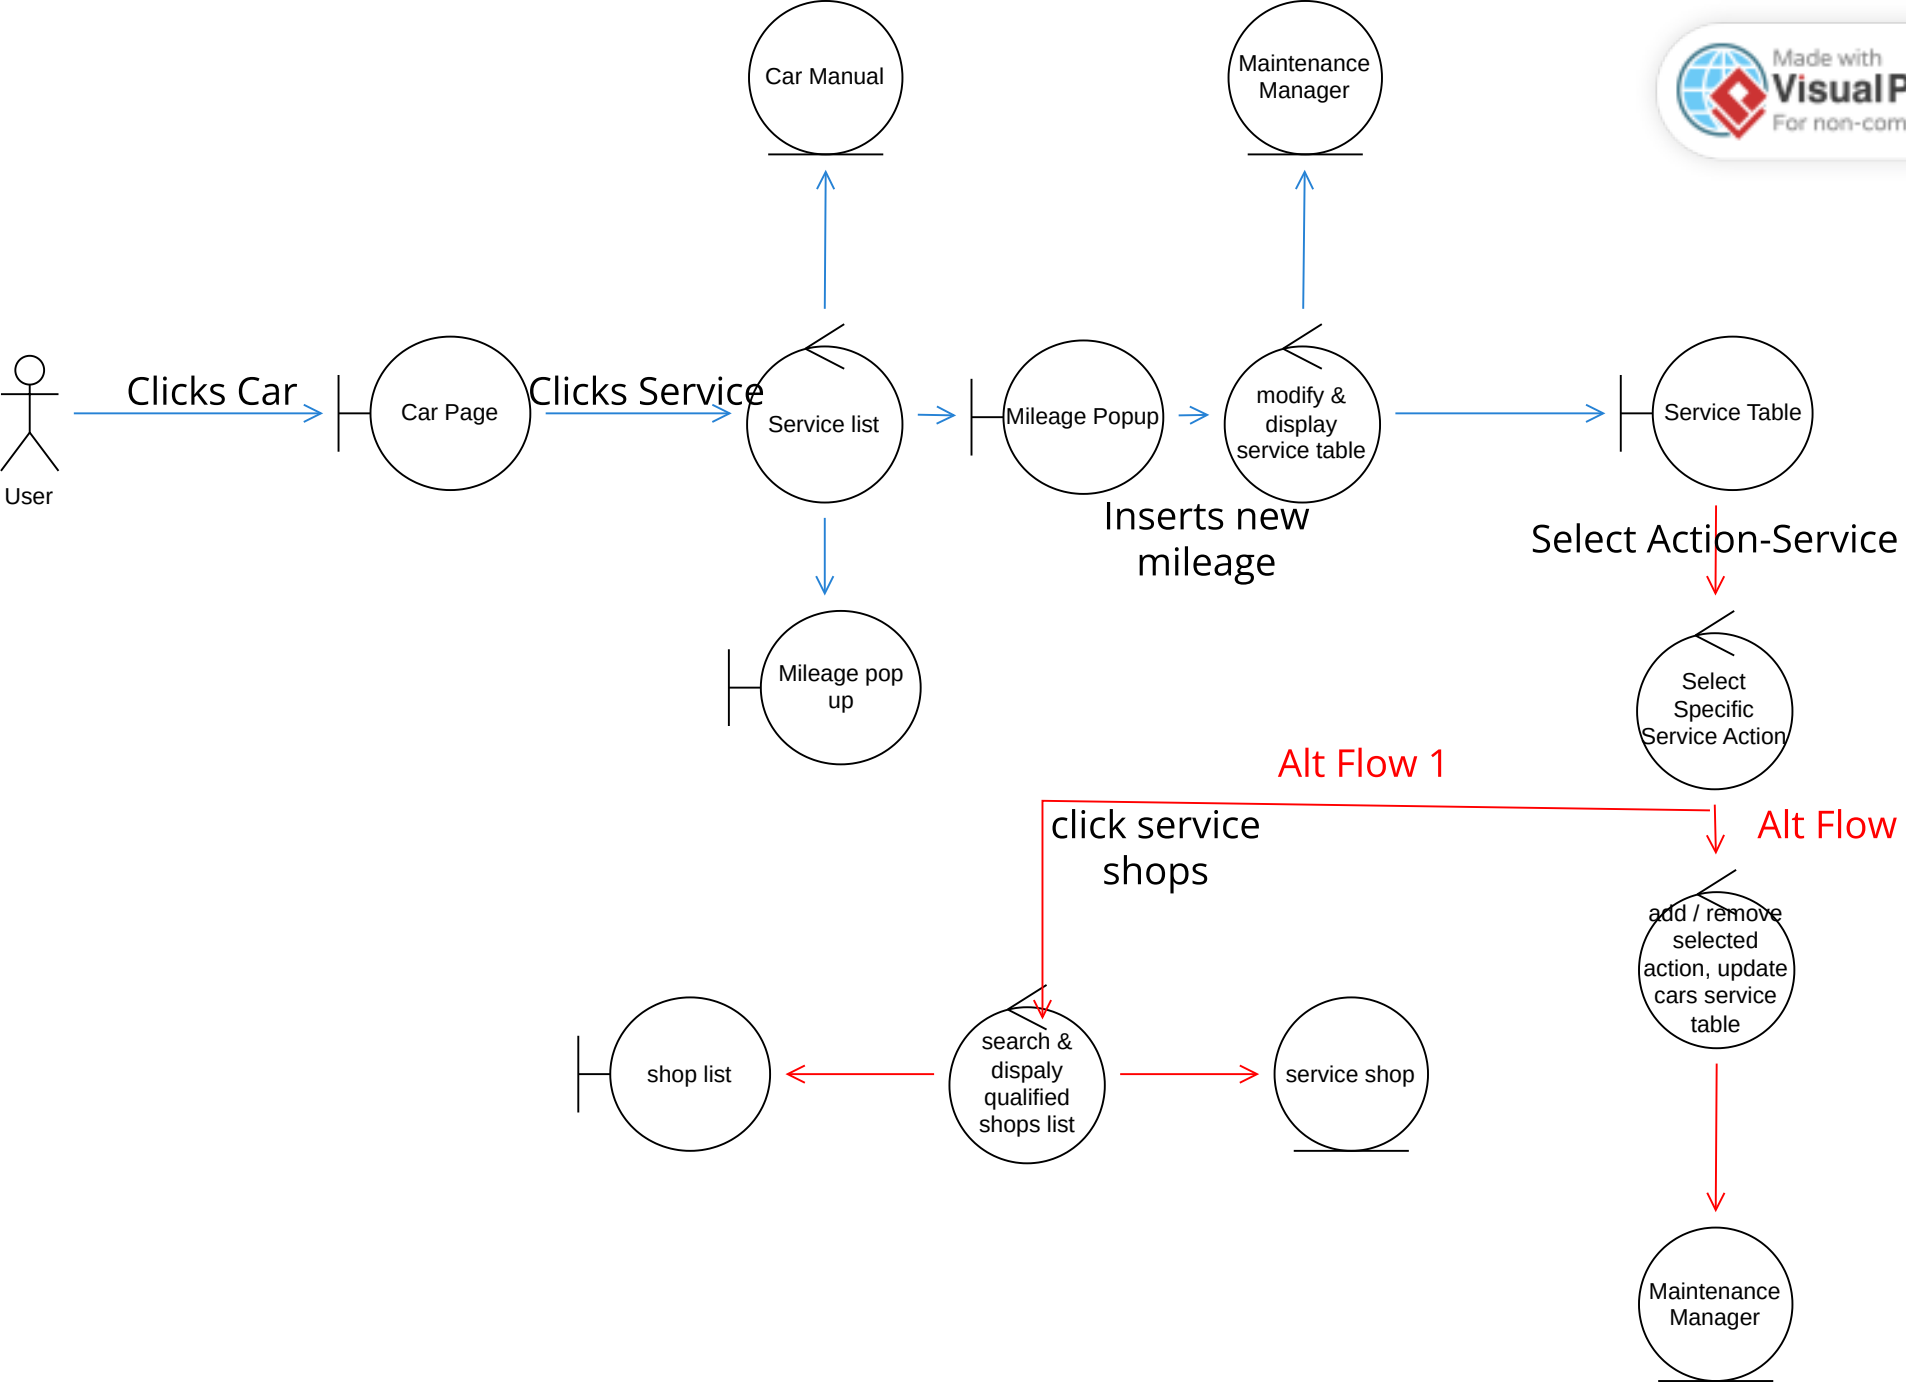 Car Manual
Maintenance
Manager
Made with
Visual P
For non-com
Clicks Car
Clicks Service
Car Page
Service list
Mileage Popup
modify &
display
service table
Service Table
User
Inserts new
mileage
Select Action-Service
Mileage pop
up
Select
Specific
Service Action
Alt Flow 1
click service
shops
Alt Flow
add / remove
selected
action, update
cars service
table
shop list
search &
dispaly
qualified
shops list
service shop
Maintenance
Manager